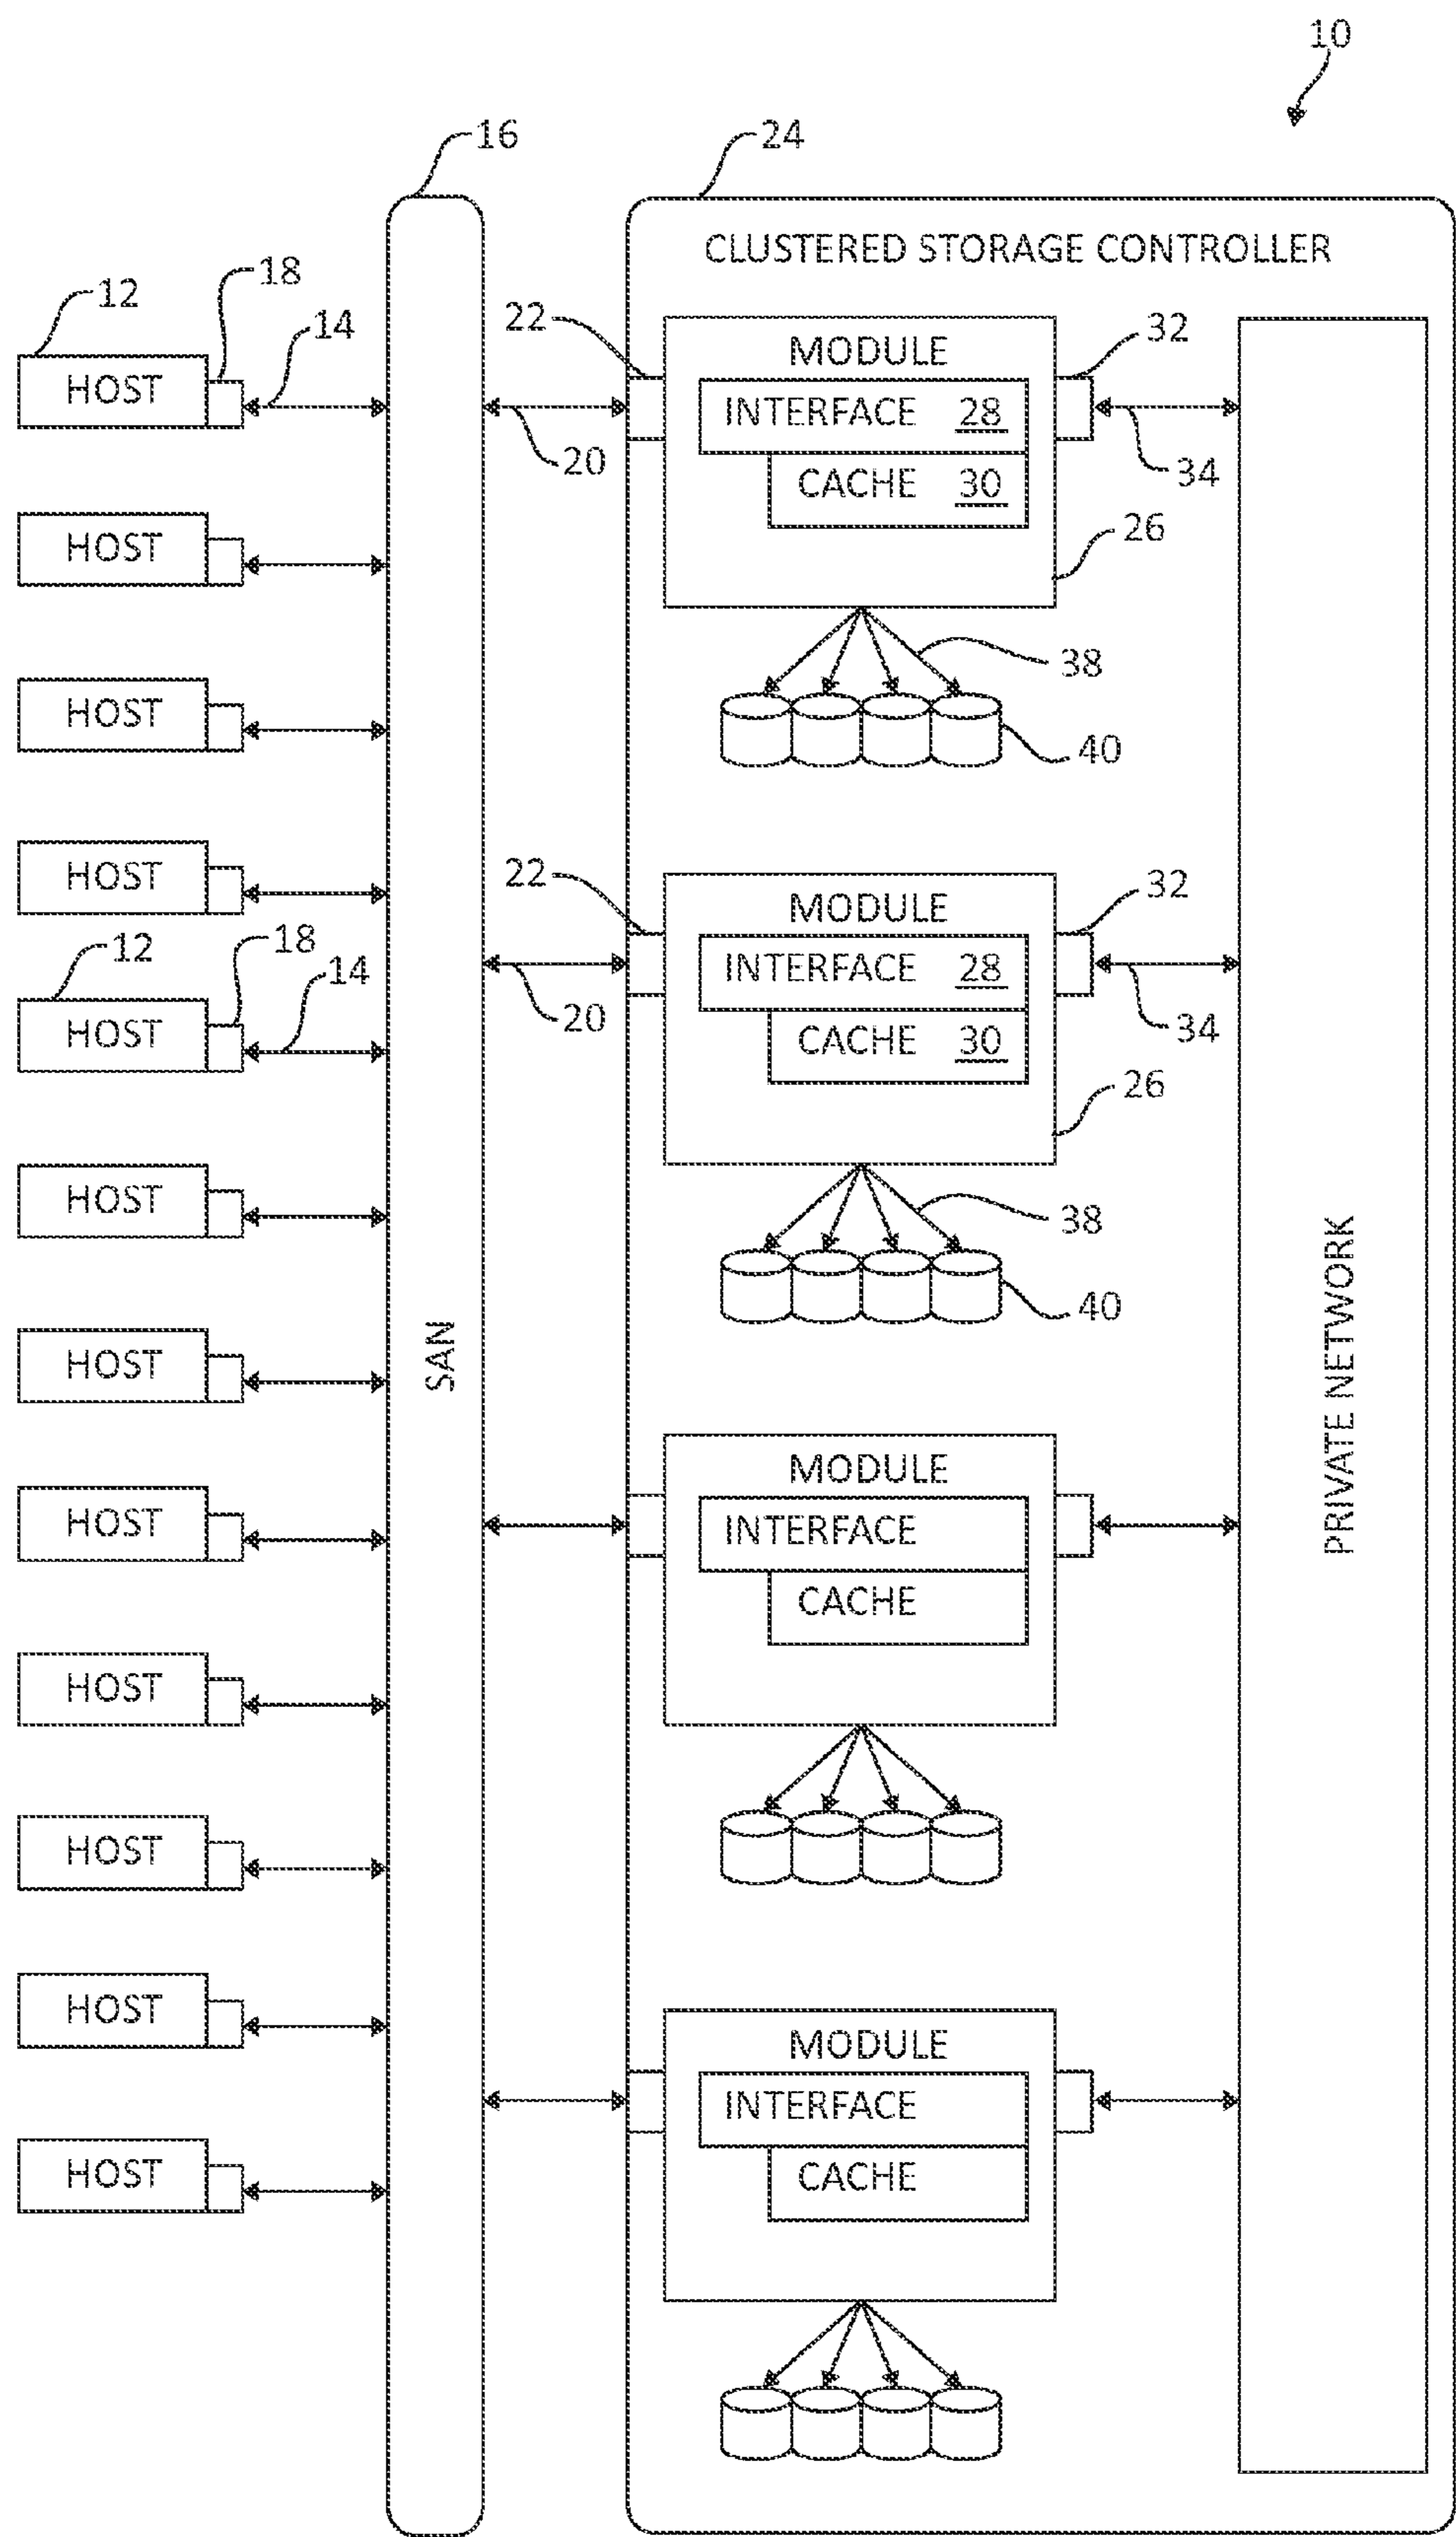 10
16
24
CLUSTERED STORAGE CONTROLLER
12
18
14
HOST
22
20
MODULE
INTERFACE 28
CACHE 30
32
34
26
38
40
HOST
HOST
HOST
12
18
14
HOST
22
20
MODULE
INTERFACE 28
CACHE 30
32
34
26
38
40
HOST
HOST
SAN
PRIVATE NETWORK
HOST
MODULE
INTERFACE
CACHE
HOST
HOST
HOST
MODULE
INTERFACE
CACHE
HOST